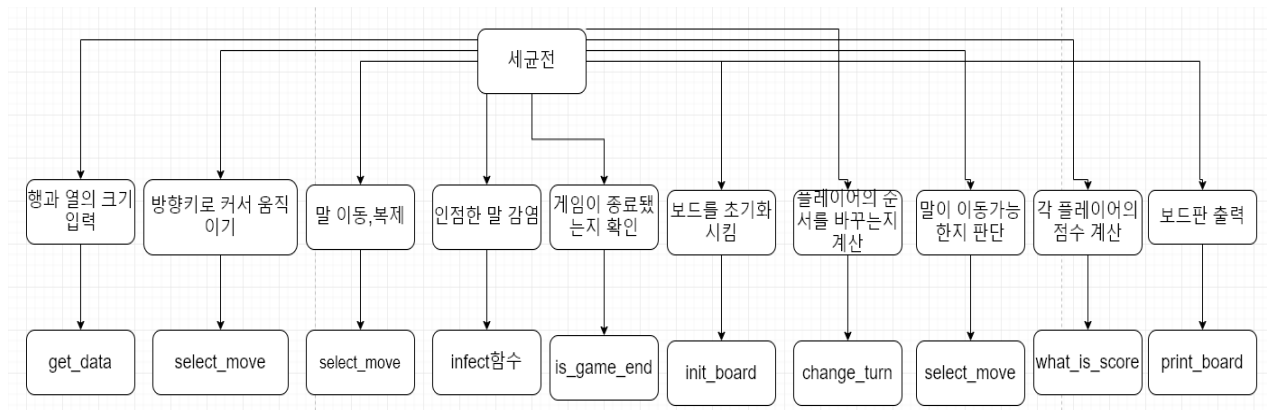 세균전
행과 열의 크기
입력
방향키로 커서 움직
이기
말 이동,복제
인점한 말 감염
게임이 종료됐
는지 확인
보드를 초기화
시킴
플레이어의 순
서를 바꾸는지
계산
말이 이동가능
한지 판단
각 플레이어의
점수 계산
보드판 출력
get_data
select_move
select_move
infect함수
is_game_end
init_board
change_turn
select_move
what_is_score
print_board